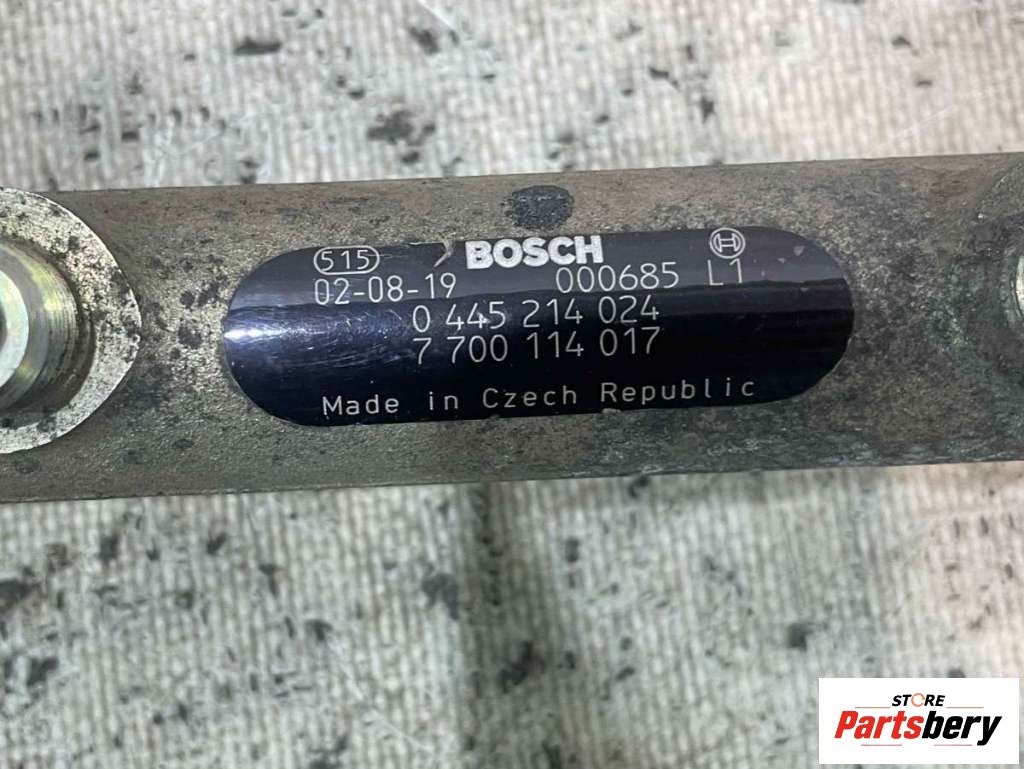 515 BOSCH
02-08-19 000685 L1
0 445 214 024
7 700 114 017
Made in Czech Republic
STORE
Partsbery